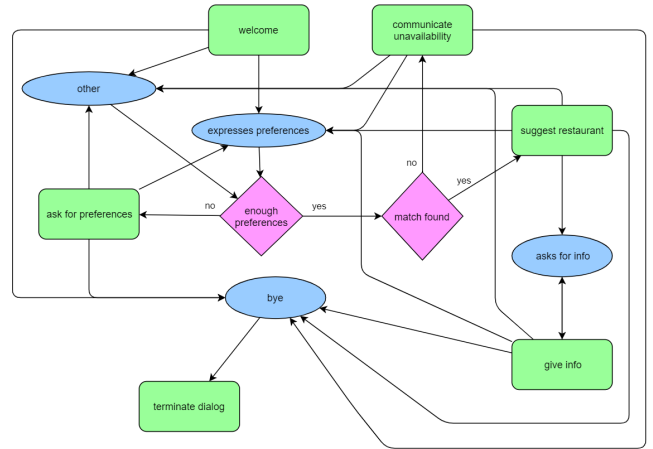 welcome
communicate
unavailability
other
expresses preferences
suggest restaurant
no
yes
ask for preferences
no
enough
preferences
yes
match found
asks for info
bye
give info
terminate dialog